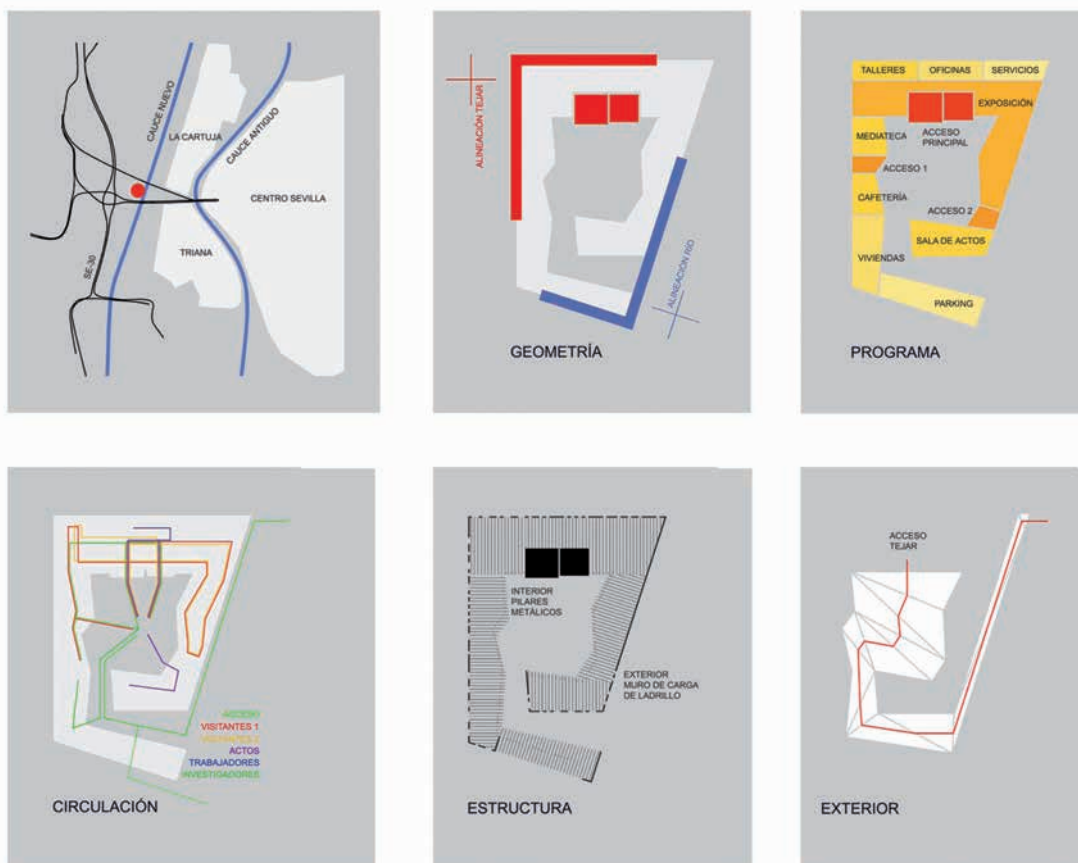 CAUCE NUEVO
LA CARTUJA
CAUCE ANTIGUO
CENTRO SEVILLA
TRIANA
SE-30
ALINEACIÓN TEJAR
ALINEACIÓN RIO
GEOMETRÍA
TALLERES
OFICINAS
SERVICIOS
EXPOSICIÓN
MEDIATECA
ACCESO
PRINCIPAL
ACCESO 1
CAFETERÍA
ACCESO 2
SALA DE ACTOS
VIVIENDAS
PARKING
PROGRAMA
ACCESO
VISITANTES 1
VISITANTES 2
ACTOS
TRABAJADORES
INVESTIGADORES
CIRCULACIÓN
INTERIOR
PILARES
METÁLICOS
EXTERIOR
MURO DE CARGA
DE LADRILLO
ESTRUCTURA
ACCESO
TEJAR
EXTERIOR